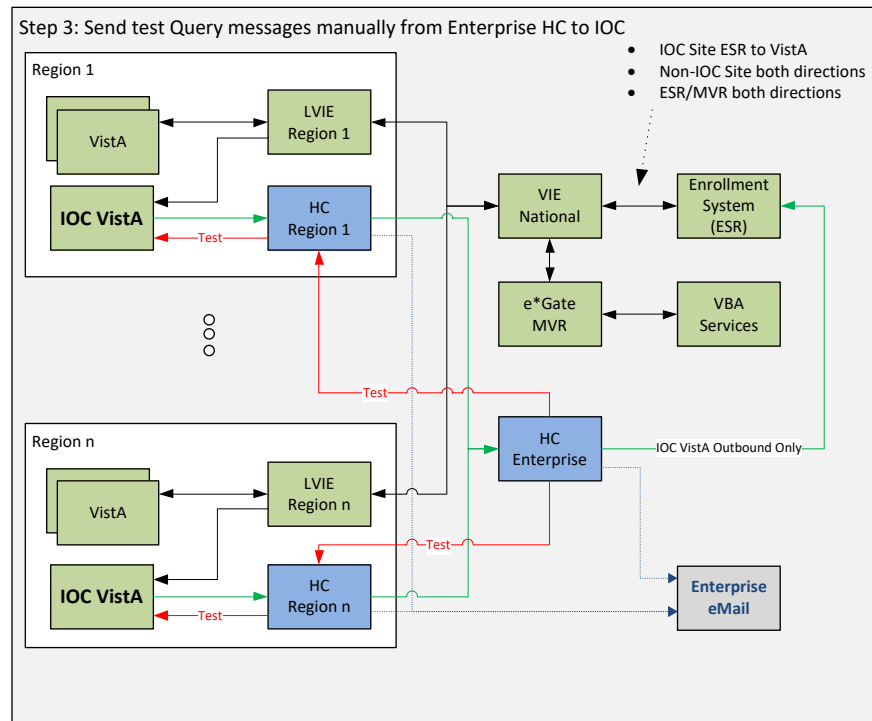 Step 3: Send test Query messages manually from Enterprise HC to IOC
• IOC Site ESR to VistA
• Non-IOC Site both directions
• ESR/MVR both directions
Region 1
VistA
LVIE
Region 1
IOC VistA
Test
HC
Region 1
VIE
National
Enrollment
System
(ESR)
e*Gate
MVR
VBA
Services
Test
HC
Enterprise
IOC VistA Outbound Only
Region n
VistA
LVIE
Region n
Test
IOC VistA
Test
HC
Region n
Enterprise
eMail